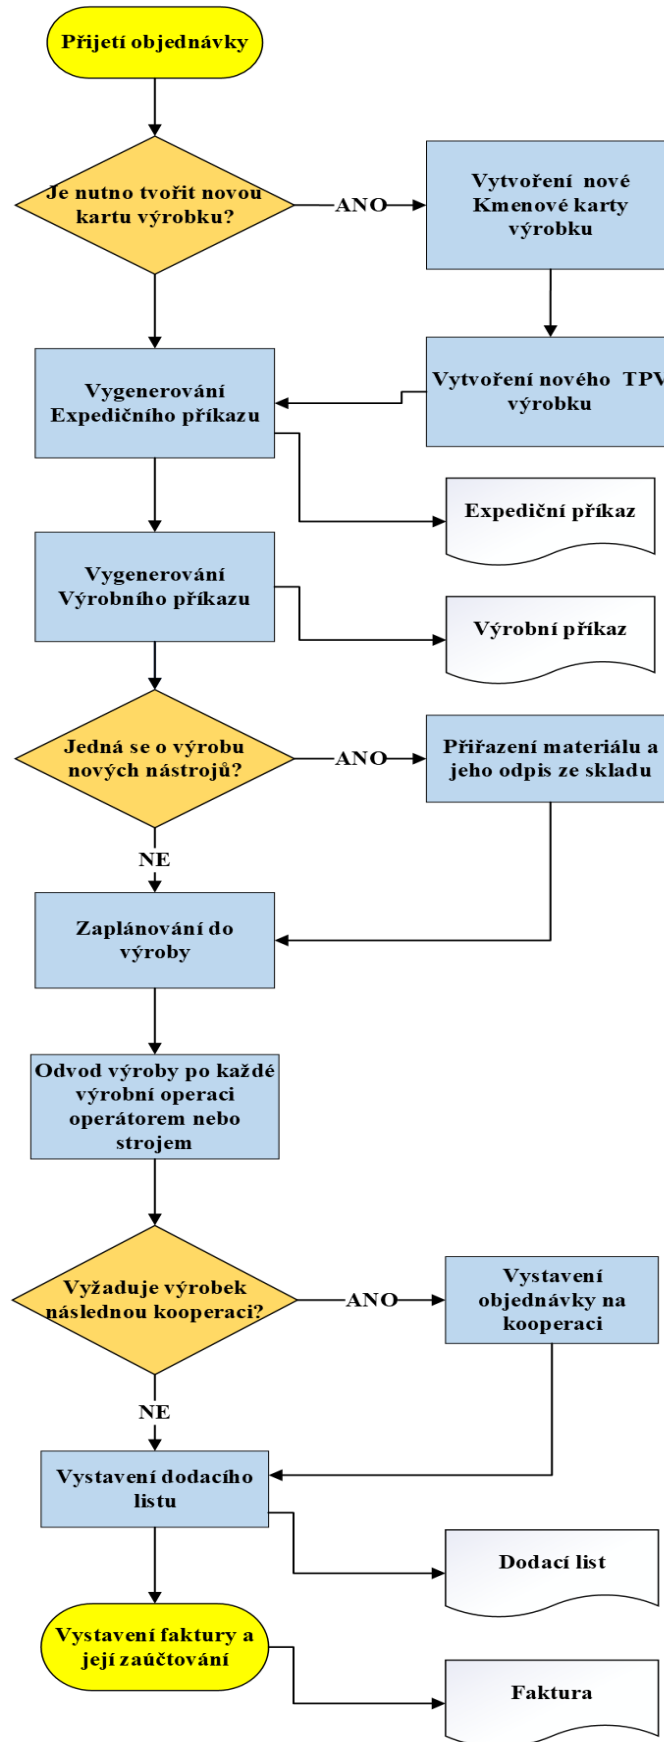 Přijetí objednávky
Je nutno tvořit novou
kartu výrobku?
ANO
Vytvoření nové
Kmenové karty
výrobku
Vygenerování
Expedičního příkazu
Vytvoření nového TPV
výrobku
Expediční příkaz
Vygenerování
Výrobního příkazu
Výrobní příkaz
Jedná se o výrobu
nových nástrojů?
ANO
Přiřazení materiálu a
jeho odpis ze skladu
NE
Zaplánování do
výroby
Odvod výroby po každé
výrobní operaci
operátorem nebo
strojem
Vyžaduje výrobek
následnou kooperaci?
ANO
Vystavení
objednávky na
kooperaci
NE
Vystavení dodacího
listu
Dodací list
Vystavení faktury a
její zaúčtování
Faktura